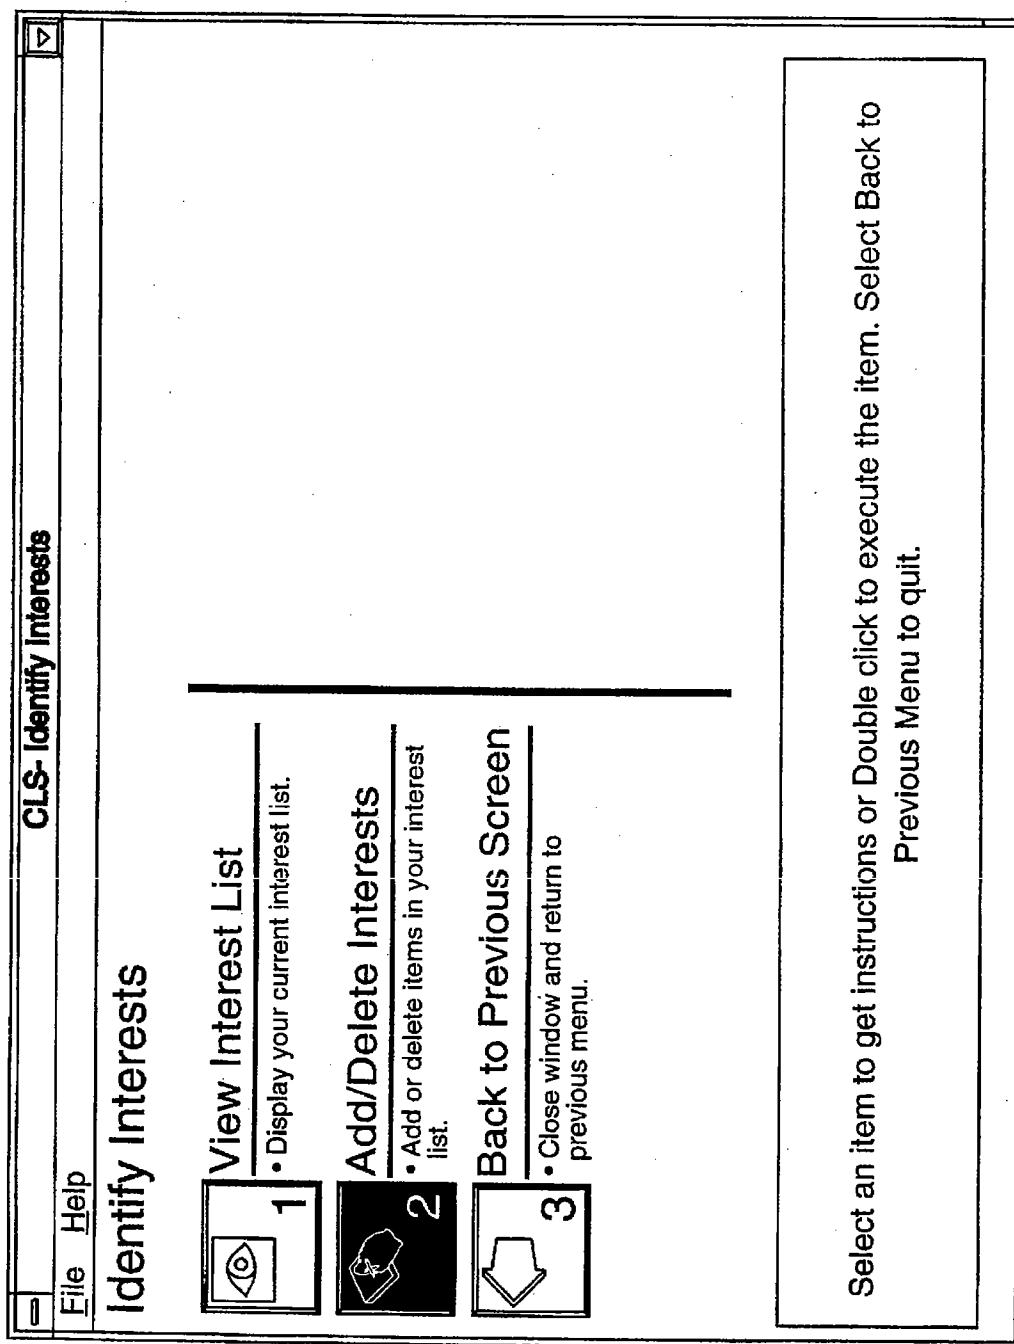 CLS- Identify Interests
File Help
Identify Interests
1
View Interest List
• Display your current interest list.
2
Add/Delete Interests
• Add or delete items in your interest
list.
3
Back to Previous Screen
• Close window and return to
previous menu.
Select an item to get instructions or Double click to execute the item. Select Back to
Previous Menu to quit.